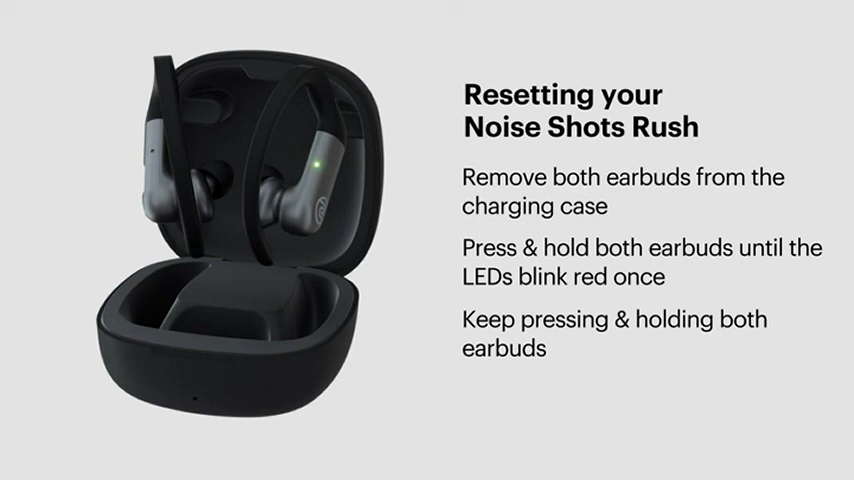 Resetting your
Noise Shots Rush
Remove both earbuds from the
charging case
Press & hold both earbuds until the
LEDs blink red once
Keep pressing & holding both
earbuds